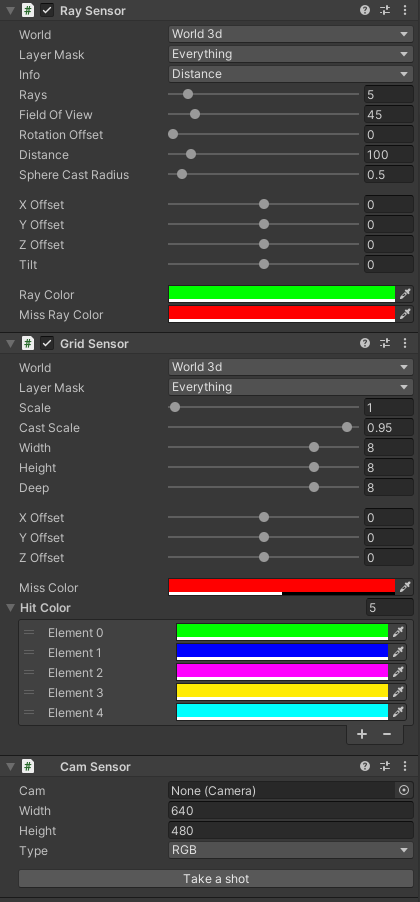 Ray Sensor
World World 3d
Layer Mask Everything
Info Distance
Rays 5
Field Of View 45
Rotation Offset 0
Distance 100
Sphere Cast Radius 0.5
X Offset 0
Y Offset 0
Z Offset 0
Tilt 0
Ray Color
Miss Ray Color
Grid Sensor
World World 3d
Layer Mask Everything
Scale 1
Cast Scale 0.95
Width 8
Height 8
Deep 8
X Offset 0
Y Offset 0
Z Offset 0
Miss Color
Hit Color 5
Element 0
Element 1
Element 2
Element 3
Element 4
+ −
Cam Sensor
Cam None (Camera)
Width 640
Height 480
Type RGB
Take a shot